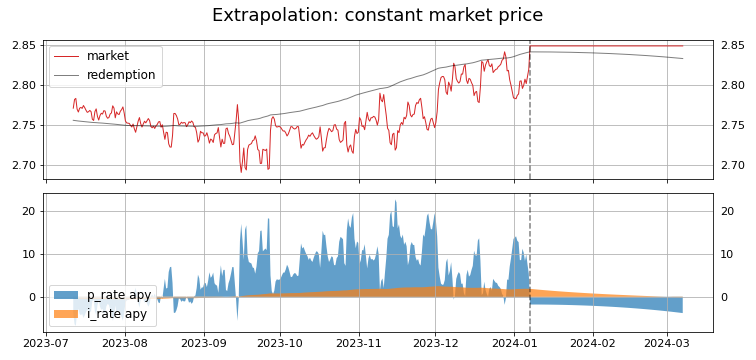 Extrapolation: constant market price
2.85 2.85
market
redemption
2.80 2.80
2.75 2.75
2.70 2.70
20 20
10 10
p_rate apy
0 0
i_rate apy
2023-07 2023-08 2023-09 2023-10 2023-11 2023-12 2024-01 2024-02 2024-03